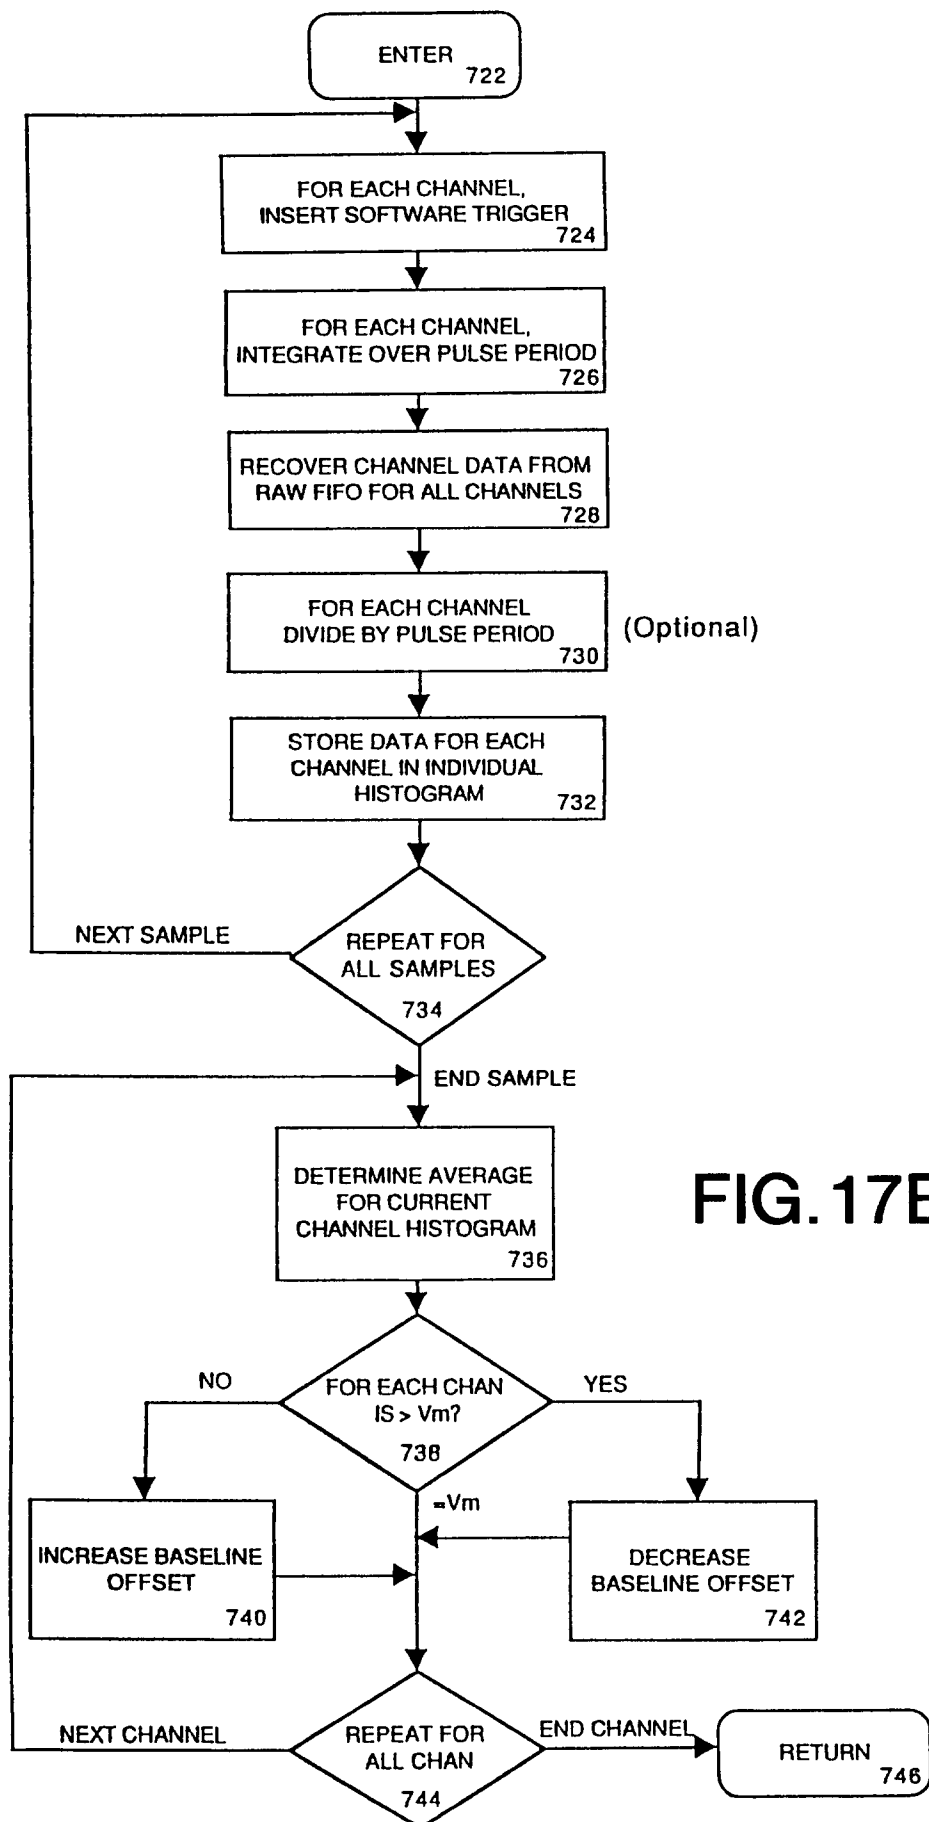 ENTER
722
FOR EACH CHANNEL,
INSERT SOFTWARE TRIGGER
724
FOR EACH CHANNEL,
INTEGRATE OVER PULSE PERIOD
726
RECOVER CHANNEL DATA FROM
RAW FIFO FOR ALL CHANNELS
728
FOR EACH CHANNEL
DIVIDE BY PULSE PERIOD
730
(Optional)
STORE DATA FOR EACH
CHANNEL IN INDIVIDUAL
HISTOGRAM
732
NEXT SAMPLE
REPEAT FOR
ALL SAMPLES
734
END SAMPLE
DETERMINE AVERAGE
FOR CURRENT
CHANNEL HISTOGRAM
736
FIG.17B
NO
FOR EACH CHAN
IS > Vm?
738
YES
=Vm
INCREASE BASELINE
OFFSET
740
DECREASE
BASELINE OFFSET
742
NEXT CHANNEL
REPEAT FOR
ALL CHAN
744
END CHANNEL
RETURN
746